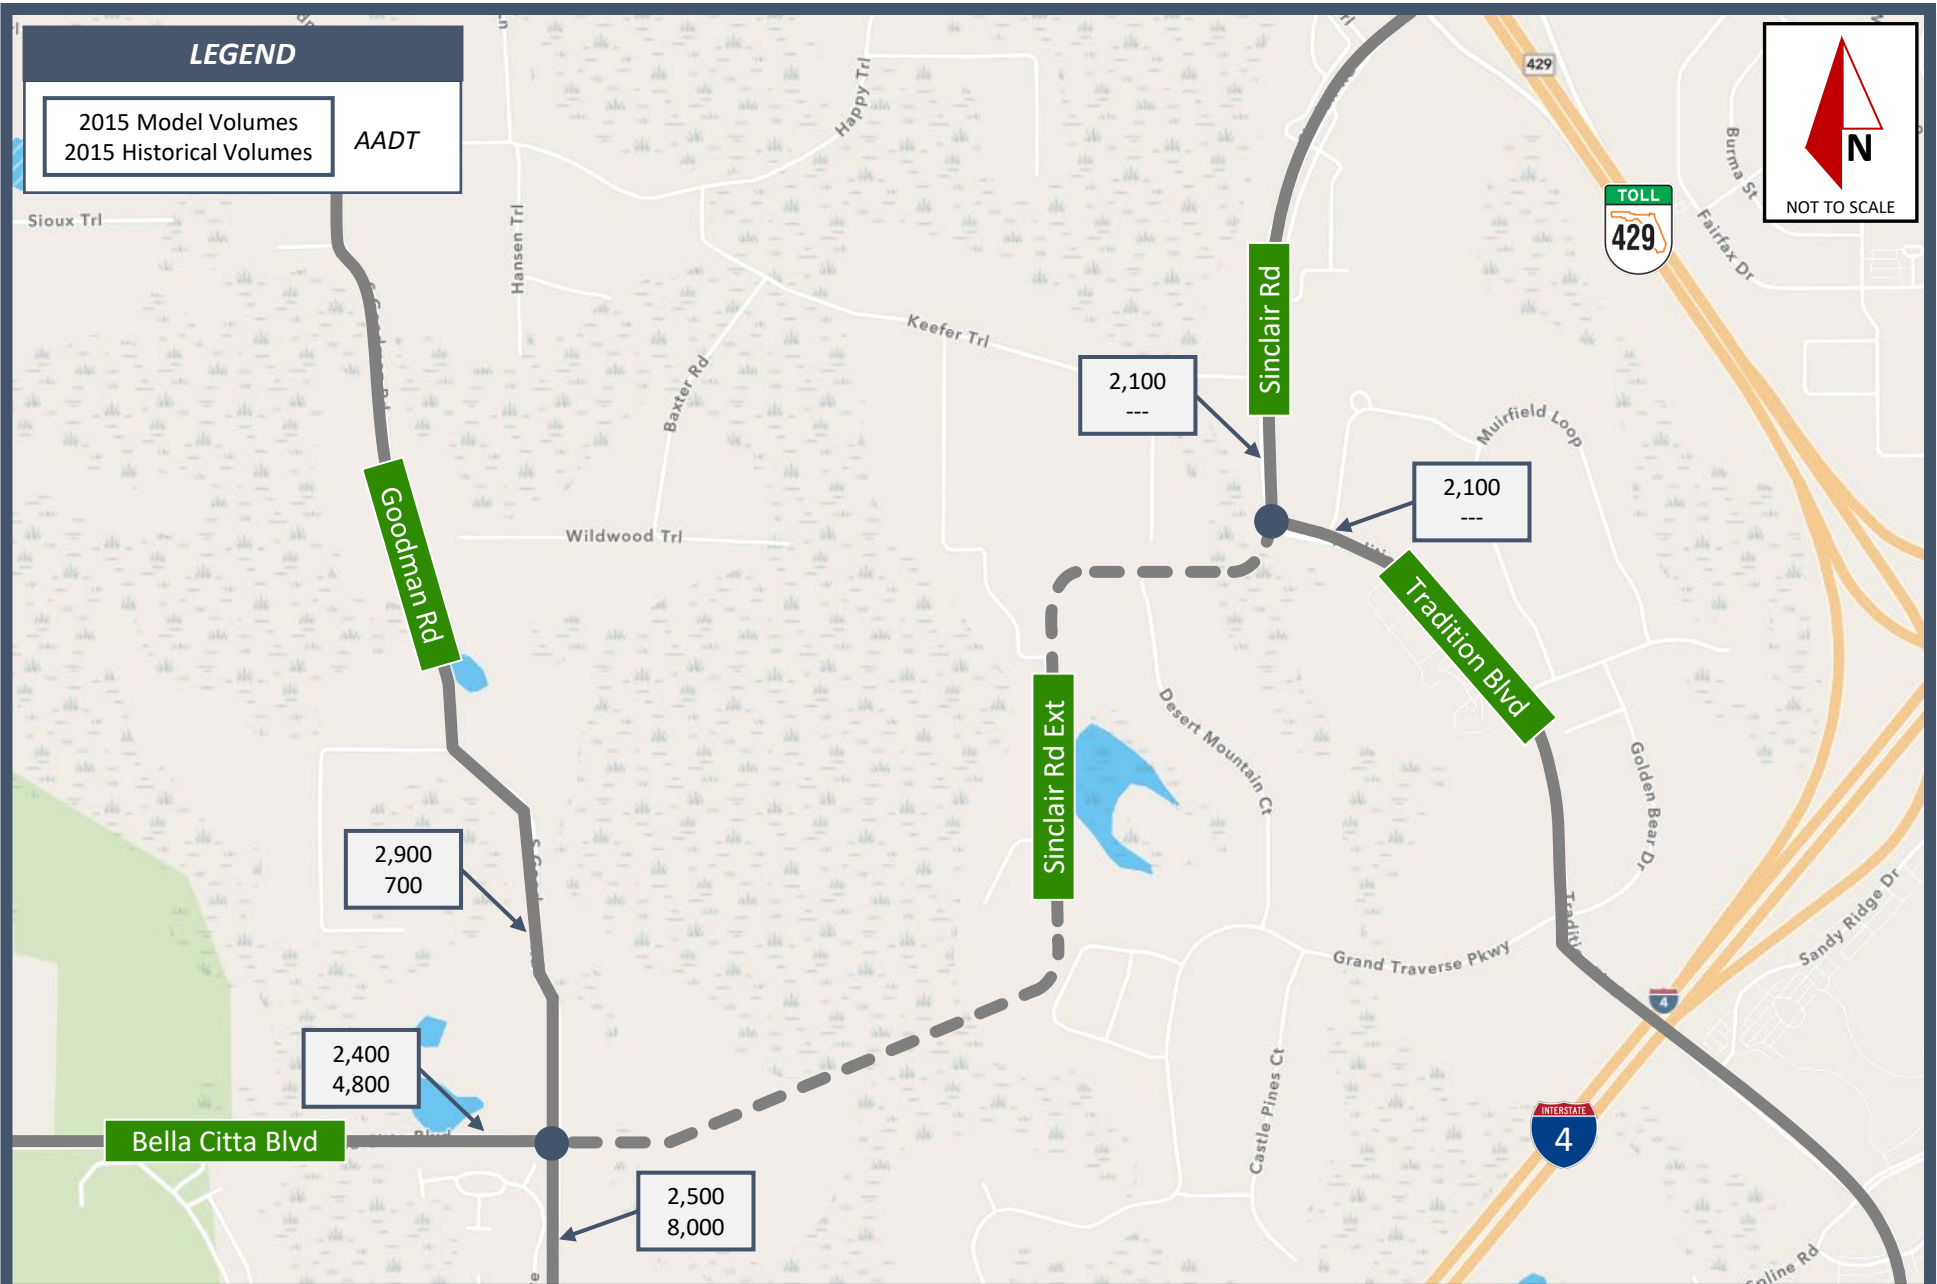 LEGEND
2015 Model Volumes
2015 Historical Volumes
AADT
429
N
NOT TO SCALE
TOLL
429
Happy Trl
Burma St
Fairfax Dr
Sioux Trl
Hansen Trl
Sinclair Rd
Keefer Trl
Baxter Rd
2,100
---
Muirfield Loop
2,100
---
Goodman Rd
Wildwood Trl
Tradition Blvd
Sinclair Rd Ext
Desert Mountain Ct
Golden Bear Dr
2,900
700
Sandy Ridge Dr
Grand Traverse Pkwy
4
2,400
4,800
Castle Pines Ct
INTERSTATE
4
Bella Citta Blvd
2,500
8,000